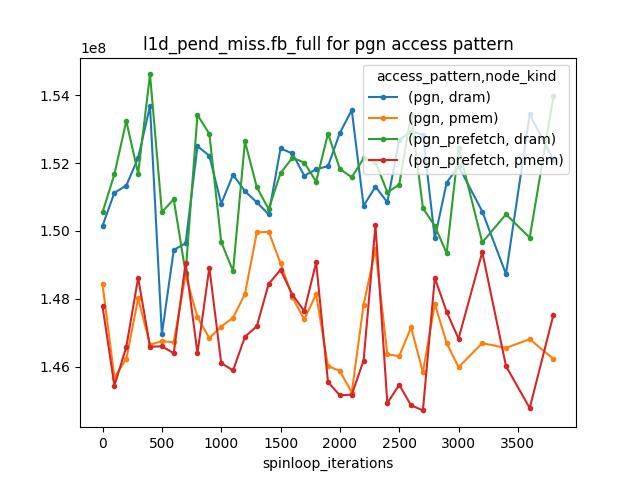 l1d_pend_miss.fb_full for pgn access pattern
1e8
access_pattern,node_kind
(pgn, dram)
(pgn, pmem)
(pgn_prefetch, dram)
(pgn_prefetch, pmem)
1.54
1.52
1.50
1.48
1.46
0 500 1000 1500 2000 2500 3000 3500
spinloop_iterations